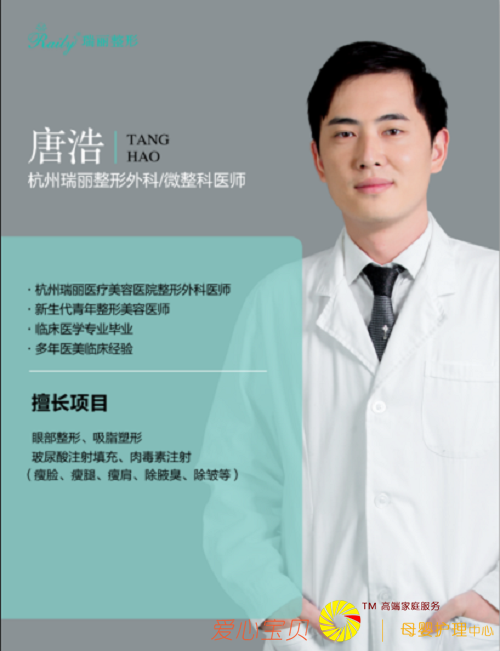 瑞丽整形
唐浩
TANG
HAO
杭州瑞丽整形外科/微整科医师
· 杭州瑞丽医疗美容医院整形外科医师
· 新生代青年整形美容医师
· 临床医学专业毕业
· 多年医美临床经验
擅长项目
眼部整形、吸脂塑形
玻尿酸注射填充、肉毒素注射
（瘦脸、瘦腿、瘦肩、除腋臭、除皱等）
TM 高端家庭服务
爱心宝贝
母婴护理中心